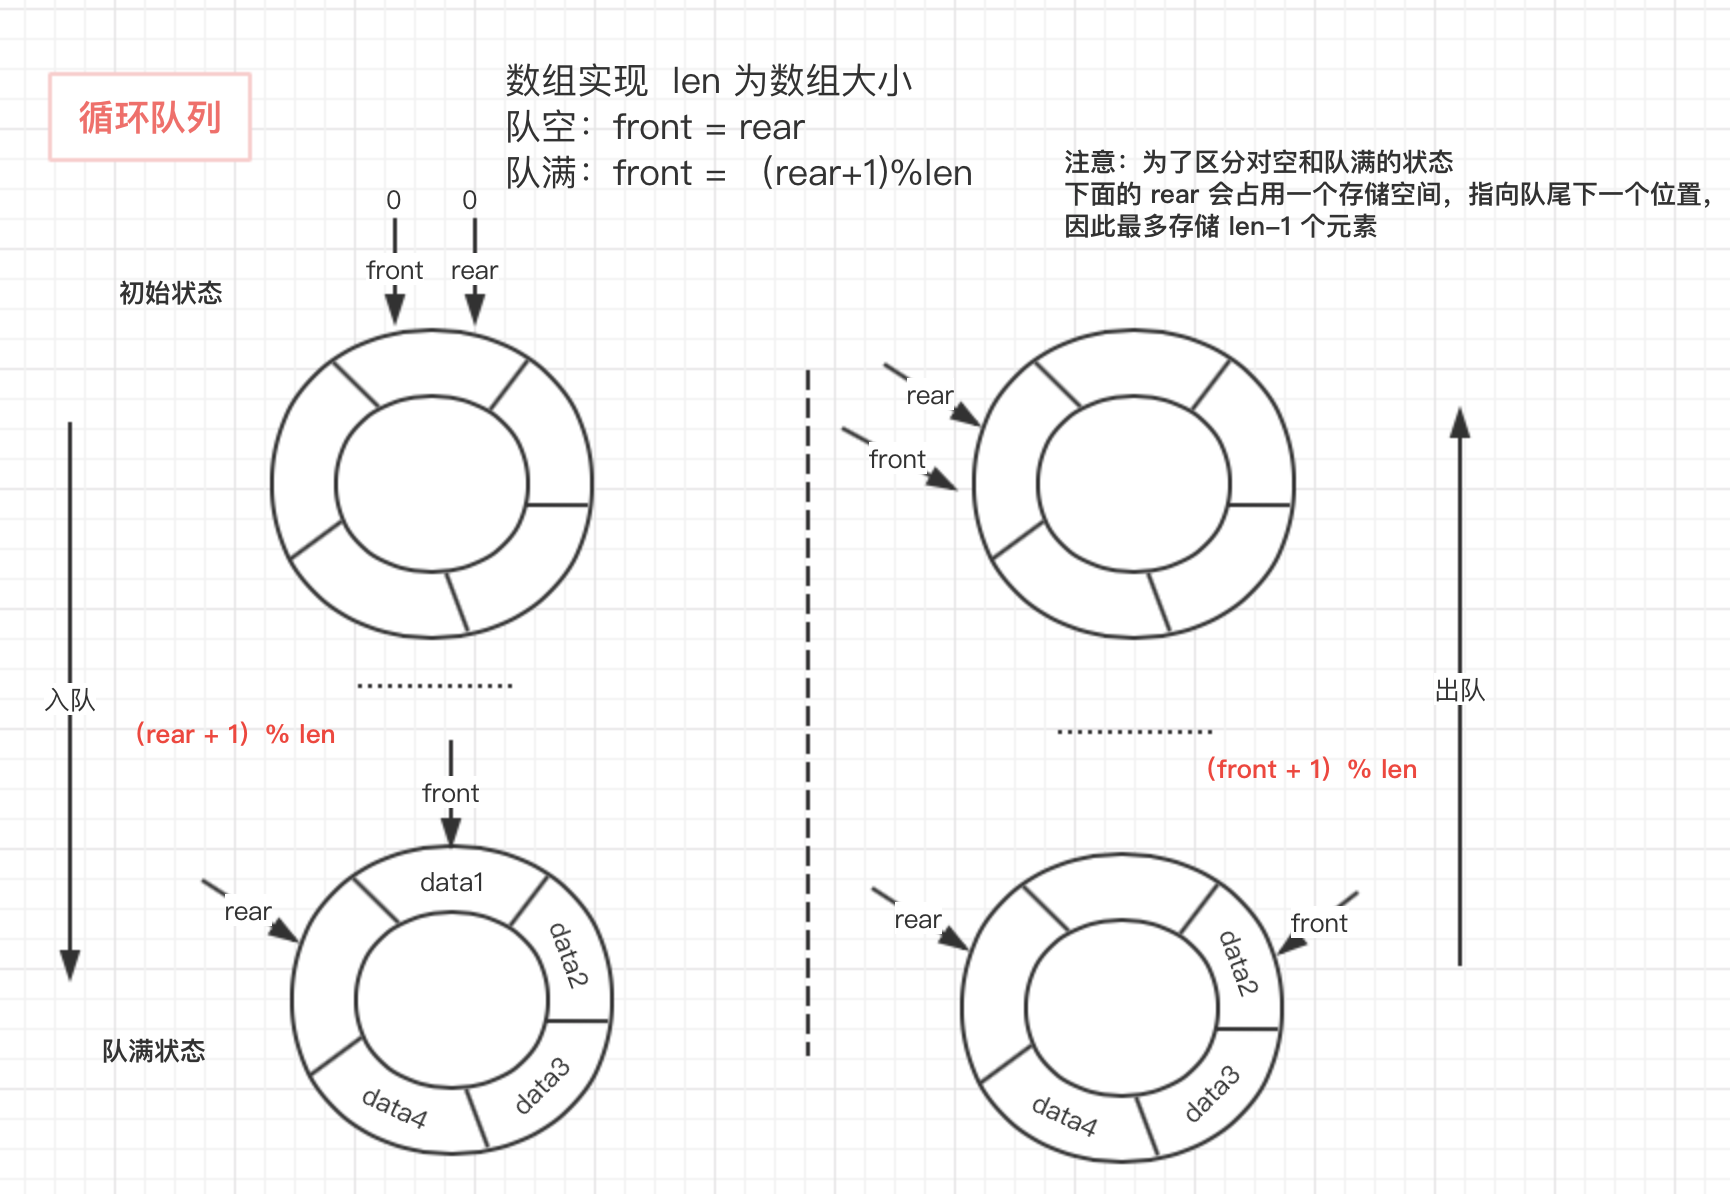 循环队列
数组实现 len 为数组大小
队空：front = rear
队满：front = （rear+1)%len
注意：为了区分对空和队满的状态
下面的 rear 会占用一个存储空间，指向队尾下一个位置，
因此最多存储 len-1 个元素
0 0
front rear
初始状态
rear
front
入队
出队
（rear + 1）% len
（front + 1）% len
front
data1
rear
data2
data3
data4
rear
front
data2
data3
data4
队满状态